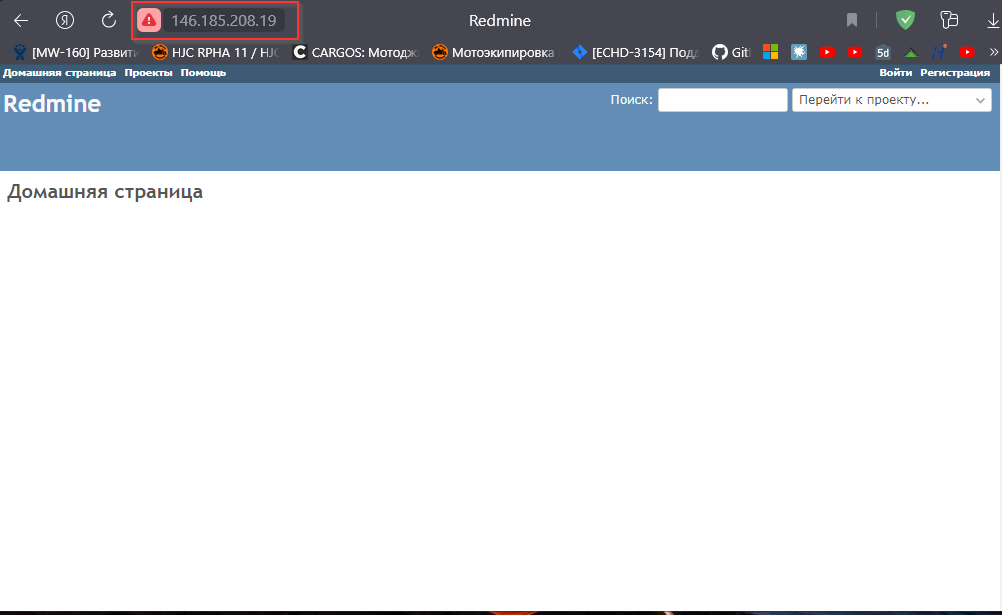 146.185.208.19 Redmine
[MW-160] Развити HJC RPHA 11 / HJC CARGOS: Мотодж Мотоэкипировка [ECHD-3154] Подд Git 5d »
Домашняя страница Проекты Помощь Войти Регистрация
Redmine Поиск: Перейти к проекту...
Домашняя страница